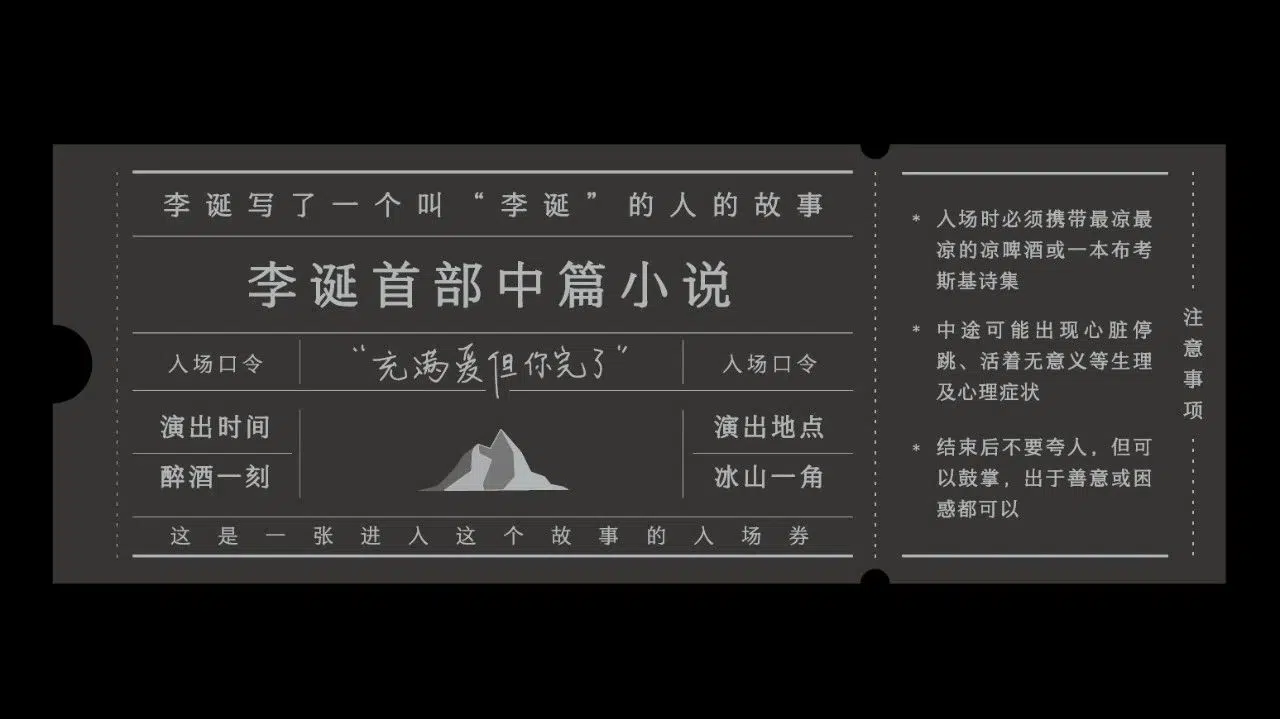 李诞写了一个叫“李诞”的人的故事
李诞首部中篇小说
入场口令
“充满爱但你完了”
入场口令
演出时间
醉酒一刻
演出地点
冰山一角
这是一张进入这个故事的入场券
* 入场时必须携带最凉最
凉的凉啤酒或一本布考
斯基诗集
* 中途可能出现心脏停
跳、活着无意义等生理
及心理症状
* 结束后不要夸人，但可
以鼓掌，出于善意或困
惑都可以
注意事项